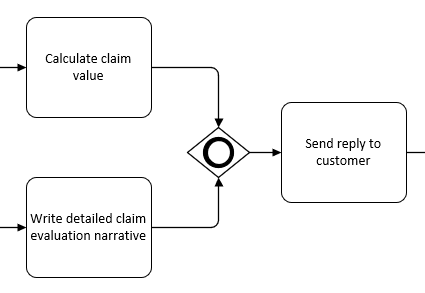 Calculate claim
value
Send reply to
customer
Write detailed claim
evaluation narrative